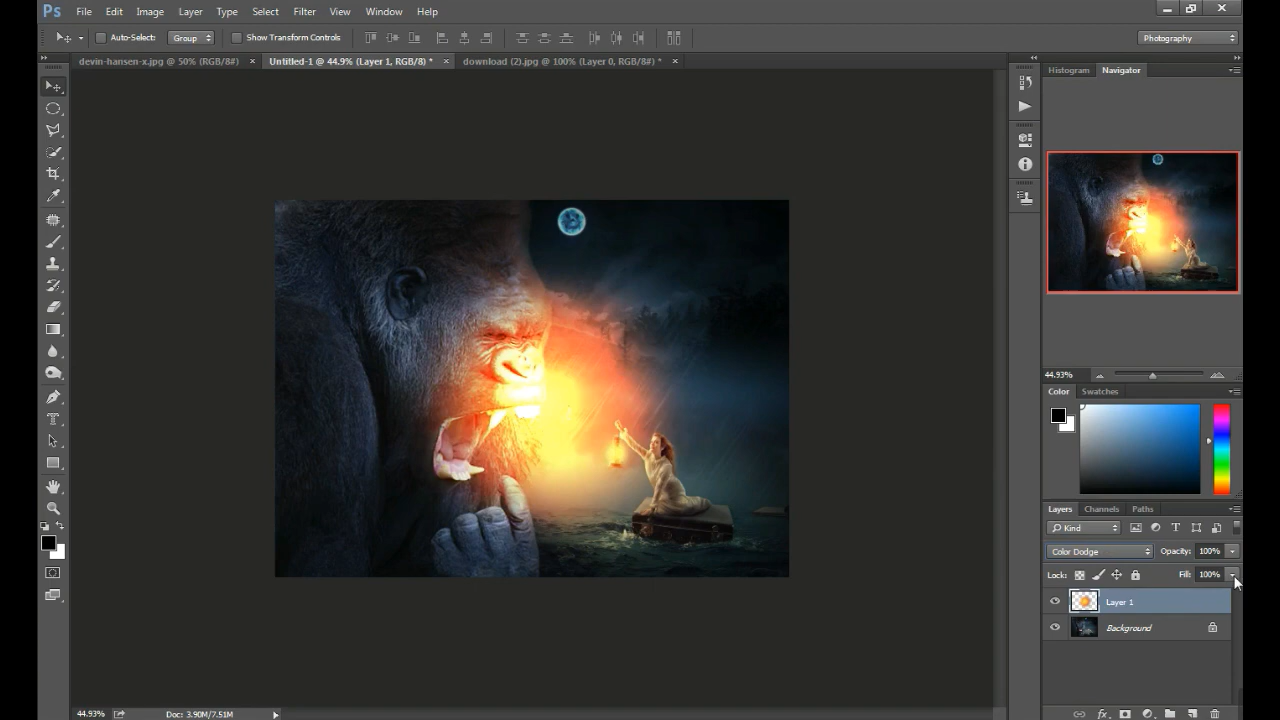 Ps File Edit Image Layer Type Select Filter View Window Help
Auto-Select: Group Show Transform Controls Photography
devin-hansen-x.jpg @ 50% (RGB/8#) × Untitled-1 @ 44.9% (Layer 1, RGB/8) * × download (2).jpg @ 100% (Layer 0, RGB/8#) * ×
Histogram Navigator
44.93%
Color Swatches
Layers Channels Paths
Kind
Color Dodge Opacity: 100%
Lock: Fill: 100%
Layer 1
Background
44.93% Doc: 3.90M/7.51M